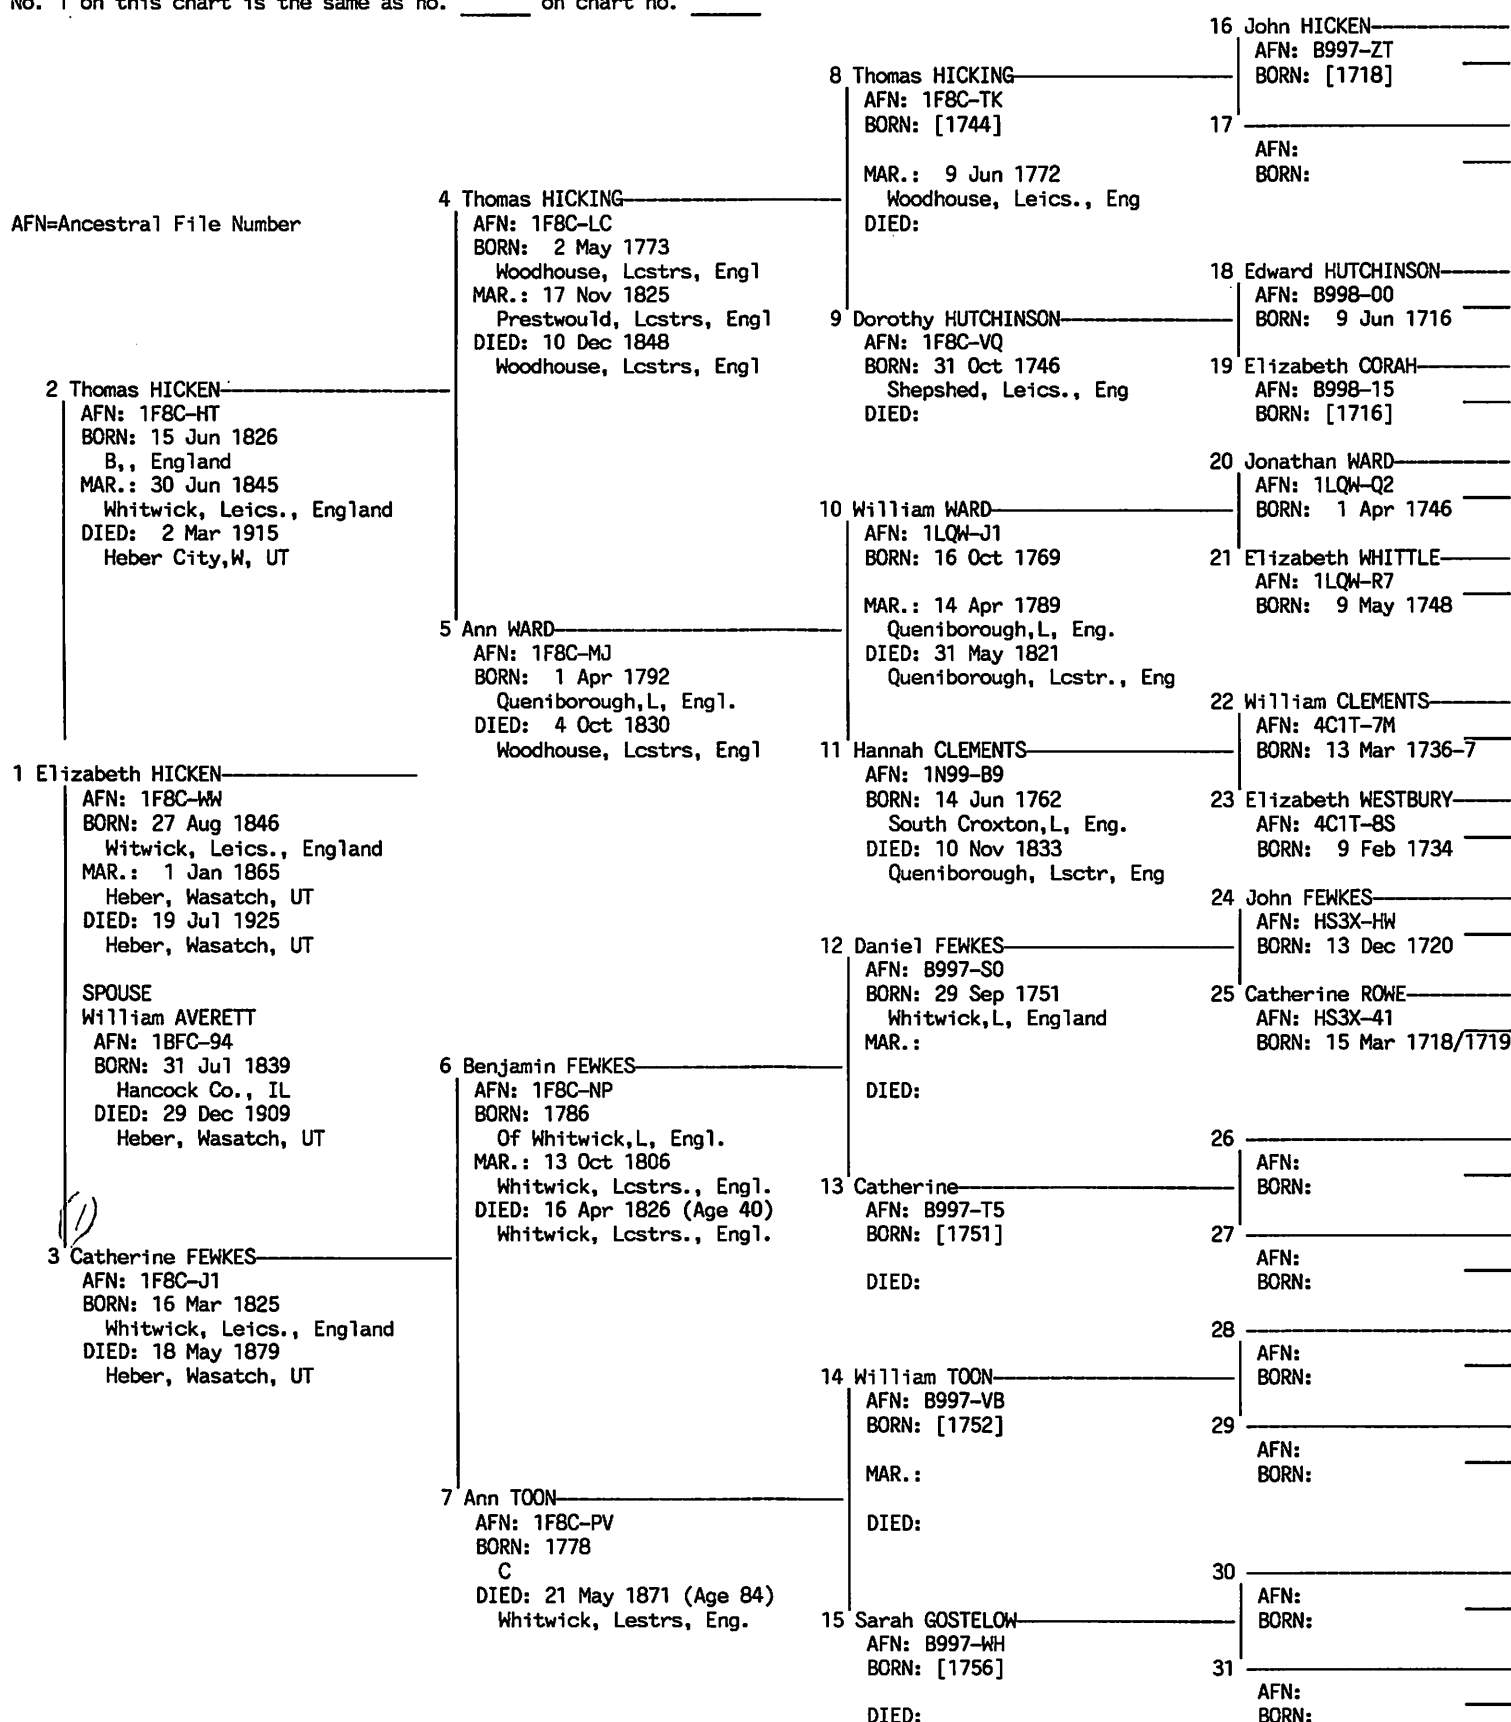 No. 1 on this chart is the same as no. ______ on chart no. ______
AFN=Ancestral File Number
1 Elizabeth HICKEN
AFN: 1F8C-WW
BORN: 27 Aug 1846
Witwick, Leics., England
MAR.: 1 Jan 1865
Heber, Wasatch, UT
DIED: 19 Jul 1925
Heber, Wasatch, UT
SPOUSE
William AVERETT
AFN: 1BFC-94
BORN: 31 Jul 1839
Hancock Co., IL
DIED: 29 Dec 1909
Heber, Wasatch, UT
2 Thomas HICKEN
AFN: 1F8C-HT
BORN: 15 Jun 1826
B,, England
MAR.: 30 Jun 1845
Whitwick, Leics., England
DIED: 2 Mar 1915
Heber City,W, UT
(1)
3 Catherine FEWKES
AFN: 1F8C-J1
BORN: 16 Mar 1825
Whitwick, Leics., England
DIED: 18 May 1879
Heber, Wasatch, UT
4 Thomas HICKING
AFN: 1F8C-LC
BORN: 2 May 1773
Woodhouse, Lcstrs, Engl
MAR.: 17 Nov 1825
Prestwould, Lcstrs, Engl
DIED: 10 Dec 1848
Woodhouse, Lcstrs, Engl
5 Ann WARD
AFN: 1F8C-MJ
BORN: 1 Apr 1792
Queniborough,L, Engl.
DIED: 4 Oct 1830
Woodhouse, Lcstrs, Engl
6 Benjamin FEWKES
AFN: 1F8C-NP
BORN: 1786
Of Whitwick,L, Engl.
MAR.: 13 Oct 1806
Whitwick, Lcstrs., Engl.
DIED: 16 Apr 1826 (Age 40)
Whitwick, Lcstrs., Engl.
7 Ann TOON
AFN: 1F8C-PV
BORN: 1778
C
DIED: 21 May 1871 (Age 84)
Whitwick, Lestrs, Eng.
8 Thomas HICKING
AFN: 1F8C-TK
BORN: [1744]
MAR.: 9 Jun 1772
Woodhouse, Leics., Eng
DIED:
9 Dorothy HUTCHINSON
AFN: 1F8C-VQ
BORN: 31 Oct 1746
Shepshed, Leics., Eng
DIED:
10 William WARD
AFN: 1LQW-J1
BORN: 16 Oct 1769
MAR.: 14 Apr 1789
Queniborough,L, Eng.
DIED: 31 May 1821
Queniborough, Lcstr., Eng
11 Hannah CLEMENTS
AFN: 1N99-B9
BORN: 14 Jun 1762
South Croxton,L, Eng.
DIED: 10 Nov 1833
Queniborough, Lsctr, Eng
12 Daniel FEWKES
AFN: B997-S0
BORN: 29 Sep 1751
Whitwick,L, England
MAR.:
DIED:
13 Catherine
AFN: B997-T5
BORN: [1751]
DIED:
14 William TOON
AFN: B997-VB
BORN: [1752]
MAR.:
DIED:
15 Sarah GOSTELOW
AFN: B997-WH
BORN: [1756]
DIED:
16 John HICKEN
AFN: B997-ZT
BORN: [1718]
17
AFN:
BORN:
18 Edward HUTCHINSON
AFN: B998-00
BORN: 9 Jun 1716
19 Elizabeth CORAH
AFN: B998-15
BORN: [1716]
20 Jonathan WARD
AFN: 1LQW-Q2
BORN: 1 Apr 1746
21 Elizabeth WHITTLE
AFN: 1LQW-R7
BORN: 9 May 1748
22 William CLEMENTS
AFN: 4C1T-7M
BORN: 13 Mar 1736-7
23 Elizabeth WESTBURY
AFN: 4C1T-8S
BORN: 9 Feb 1734
24 John FEWKES
AFN: HS3X-HW
BORN: 13 Dec 1720
25 Catherine ROWE
AFN: HS3X-41
BORN: 15 Mar 1718/1719
26
AFN:
BORN:
27
AFN:
BORN:
28
AFN:
BORN:
29
AFN:
BORN:
30
AFN:
BORN:
31
AFN:
BORN: